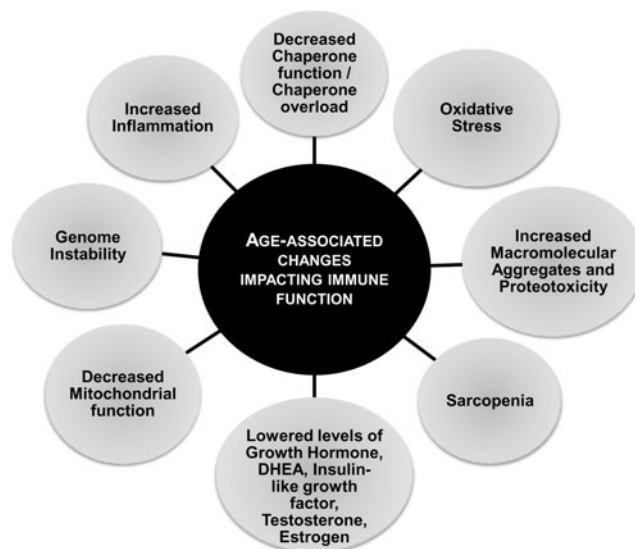 Decreased
Chaperone
function /
Chaperone
overload
Oxidative
Stress
Increased
Macromolecular
Aggregates and
Proteotoxicity
Sarcopenia
Lowered levels of
Growth Hormone,
DHEA, Insulin-
like growth
factor,
Testosterone,
Estrogen
Decreased
Mitochondrial
function
Genome
Instability
Increased
Inflammation
AGE-ASSOCIATED
CHANGES
IMPACTING IMMUNE
FUNCTION